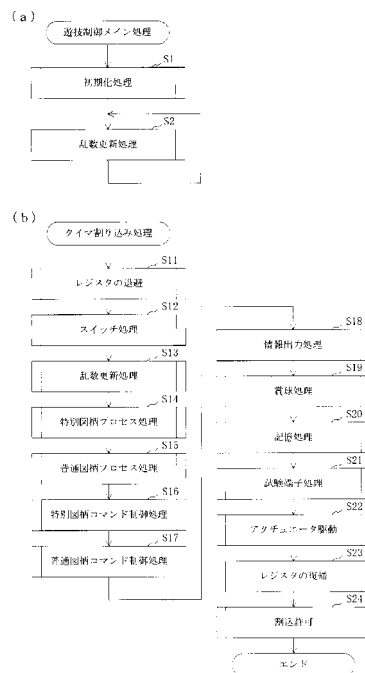 (a)
遊技制御メイン処理
S1
初期化処理
S2
乱数更新処理
(b)
タイマ割り込み処理
S11
レジスタの退避
S12
スイッチ処理
S13
乱数更新処理
S14
特別図柄プロセス処理
S15
普通図柄プロセス処理
S16
特別図柄コマンド制御処理
S17
普通図柄コマンド制御処理
S18
情報出力処理
S19
賞球処理
S20
記憶処理
S21
試験端子処理
S22
アクチュエータ駆動
S23
レジスタの復帰
S24
割込許可
エンド